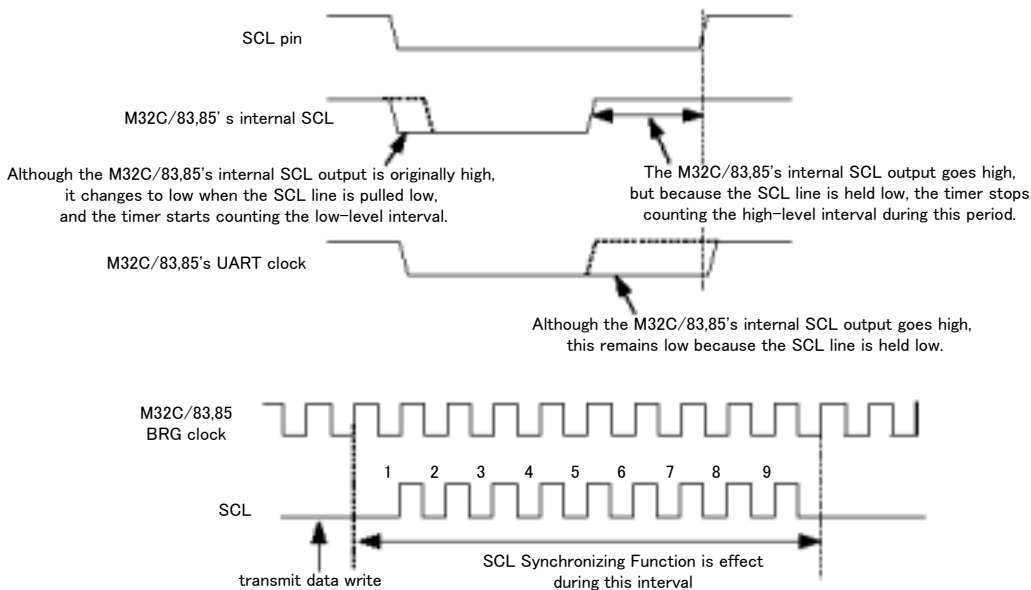 SCL pin
M32C/83,85' s internal SCL
Although the M32C/83,85's internal SCL output is originally high,
it changes to low when the SCL line is pulled low,
and the timer starts counting the low-level interval.
The M32C/83,85's internal SCL output goes high,
but because the SCL line is held low, the timer stops
counting the high-level interval during this period.
M32C/83,85's UART clock
Although the M32C/83,85's internal SCL output goes high,
this remains low because the SCL line is held low.
M32C/83,85
BRG clock
1 2 3 4 5 6 7 8 9
SCL
transmit data write
SCL Synchronizing Function is effect
during this interval